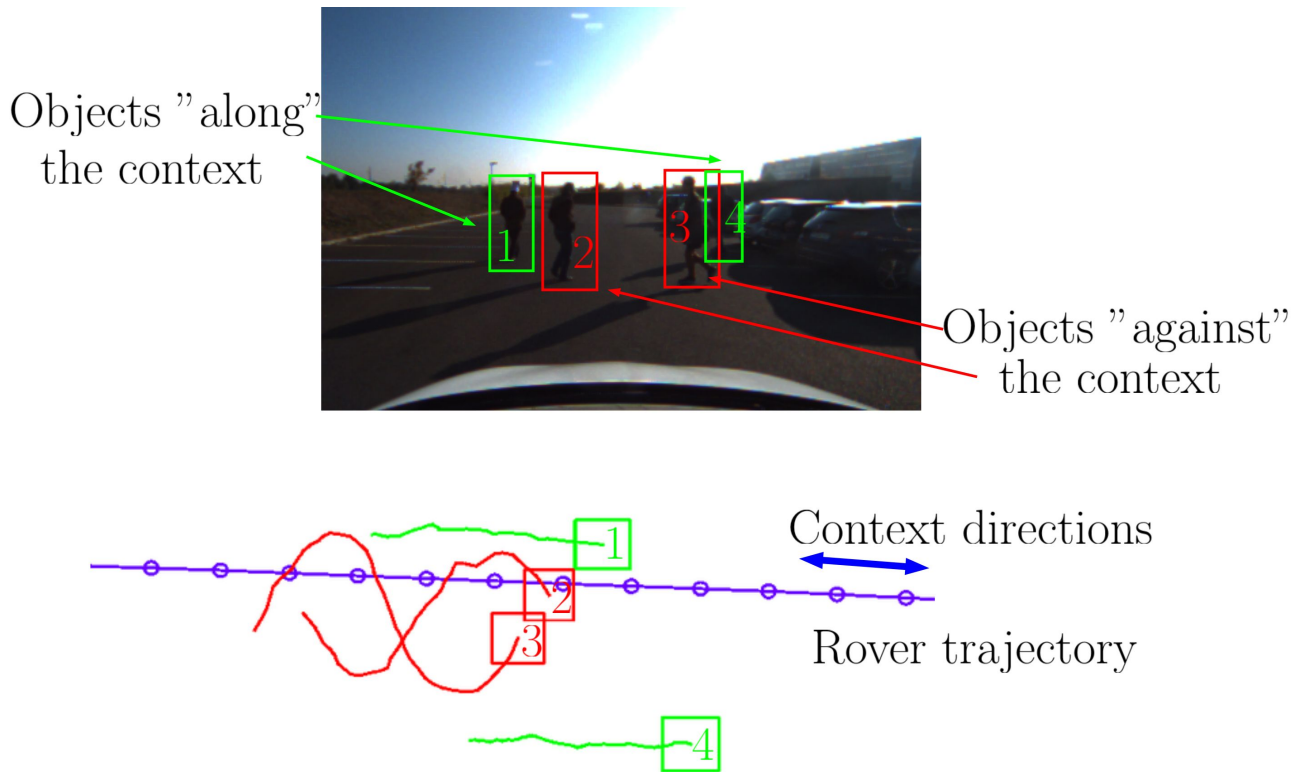 Objects "along"
the context
1
2
3
4
Objects "against"
the context
1
Context directions
2
3
Rover trajectory
4